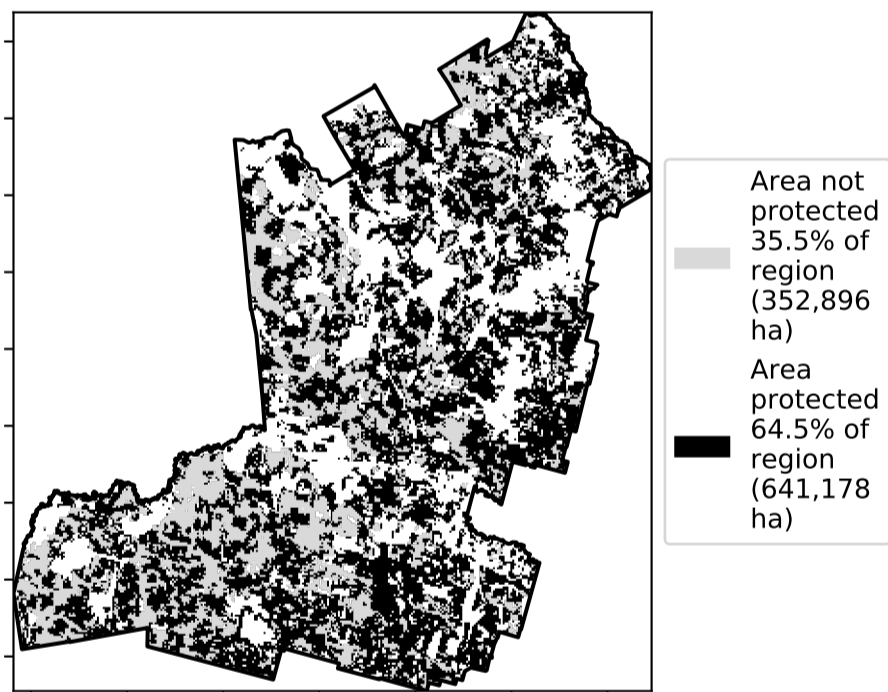 Area not
protected
35.5% of
region
(352,896
ha)
Area
protected
64.5% of
region
(641,178
ha)